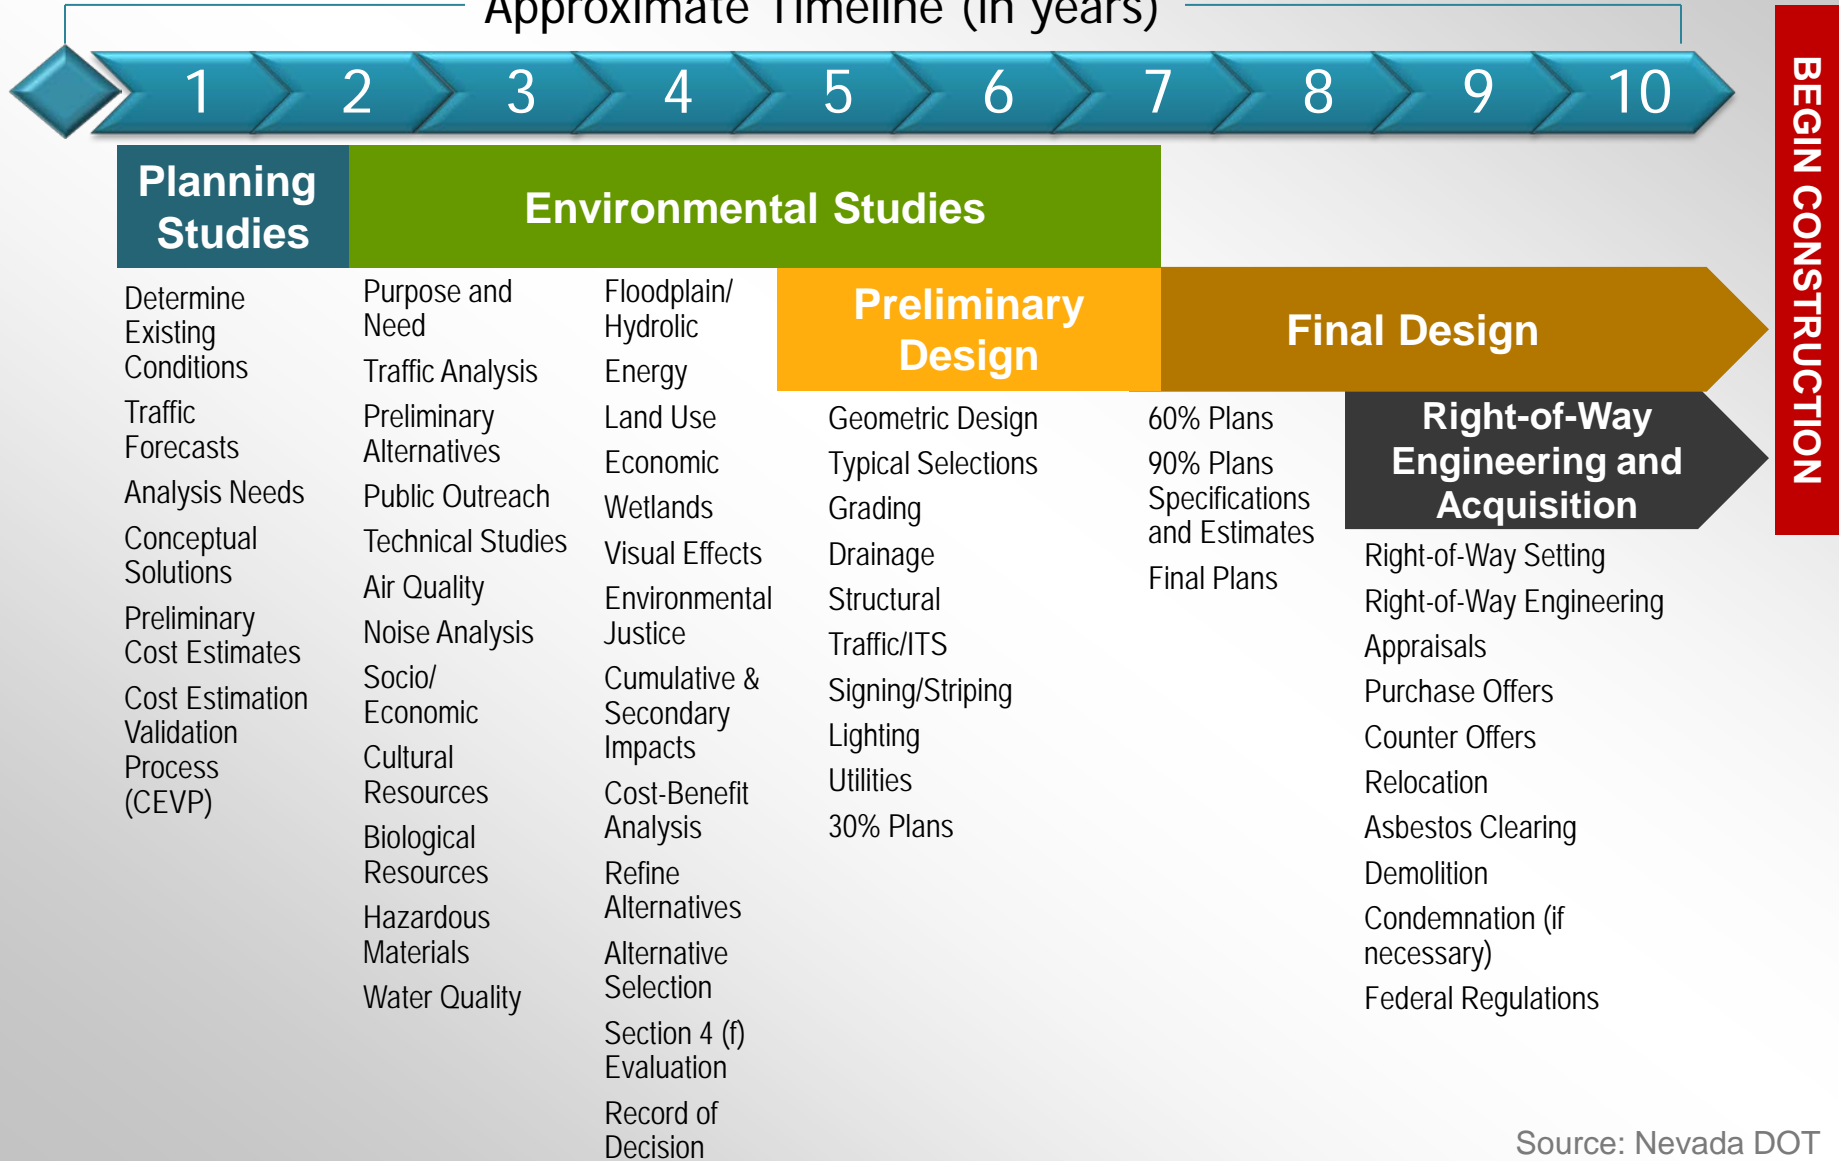 Approximate Timeline (in years)
1 2 3 4 5 6 7 8 9 10
BEGIN CONSTRUCTION
Planning
Studies
Environmental Studies
Preliminary
Design
Final Design
Right-of-Way
Engineering and
Acquisition
Determine
Existing
Conditions
Traffic
Forecasts
Analysis Needs
Conceptual
Solutions
Preliminary
Cost Estimates
Cost Estimation
Validation
Process
(CEVP)
Purpose and
Need
Traffic Analysis
Preliminary
Alternatives
Public Outreach
Technical Studies
Air Quality
Noise Analysis
Socio/
Economic
Cultural
Resources
Biological
Resources
Hazardous
Materials
Water Quality
Floodplain/
Hydrolic
Energy
Land Use
Economic
Wetlands
Visual Effects
Environmental
Justice
Cumulative &
Secondary
Impacts
Cost-Benefit
Analysis
Refine
Alternatives
Alternative
Selection
Section 4 (f)
Evaluation
Record of
Decision
Geometric Design
Typical Selections
Grading
Drainage
Structural
Traffic/ITS
Signing/Striping
Lighting
Utilities
30% Plans
60% Plans
90% Plans
Specifications
and Estimates
Final Plans
Right-of-Way Setting
Right-of-Way Engineering
Appraisals
Purchase Offers
Counter Offers
Relocation
Asbestos Clearing
Demolition
Condemnation (if
necessary)
Federal Regulations
Source: Nevada DOT